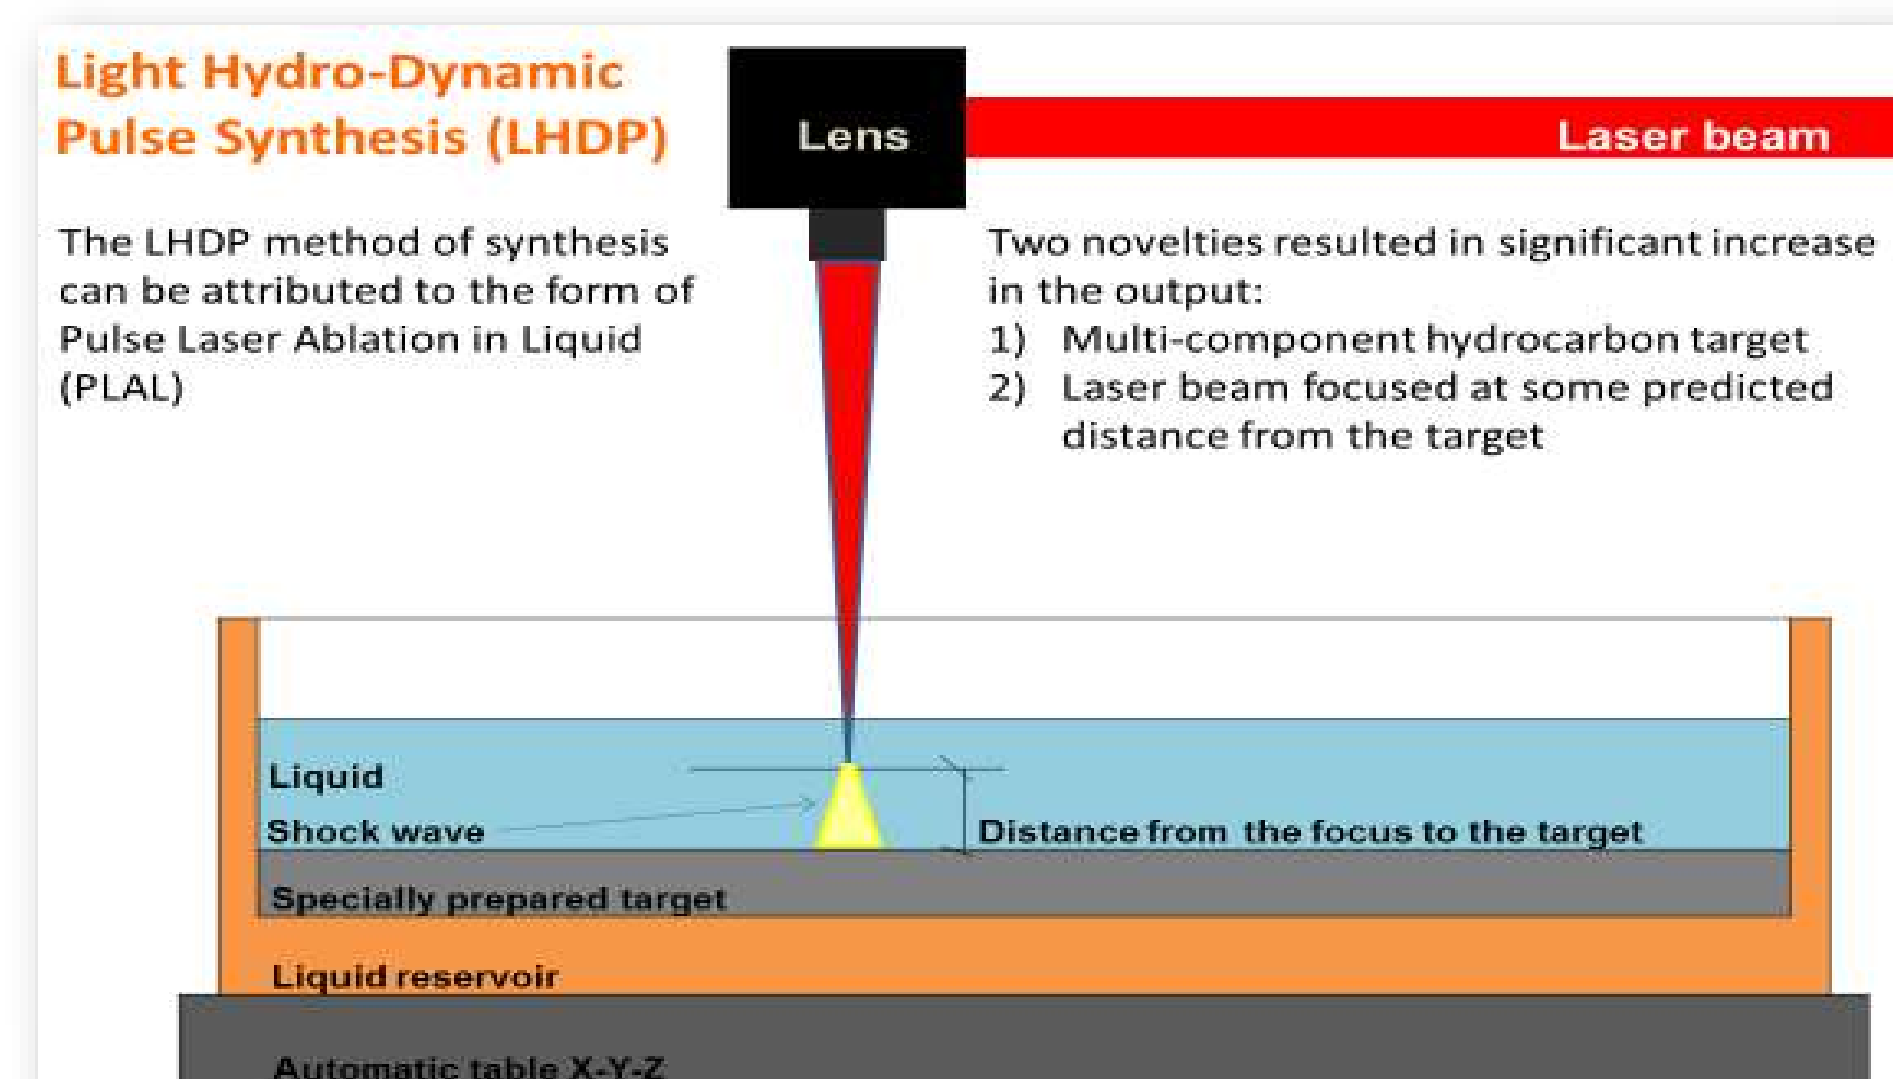 Light Hydro-Dynamic
Pulse Synthesis (LHDP)
Lens
Laser beam
The LHDP method of synthesis
can be attributed to the form of
Pulse Laser Ablation in Liquid
(PLAL)
Two novelties resulted in significant increase
in the output:
1) Multi-component hydrocarbon target
2) Laser beam focused at some predicted
distance from the target
Liquid
Shock wave
Distance from the focus to the target
Specially prepared target
Liquid reservoir
Automatic table X-Y-Z